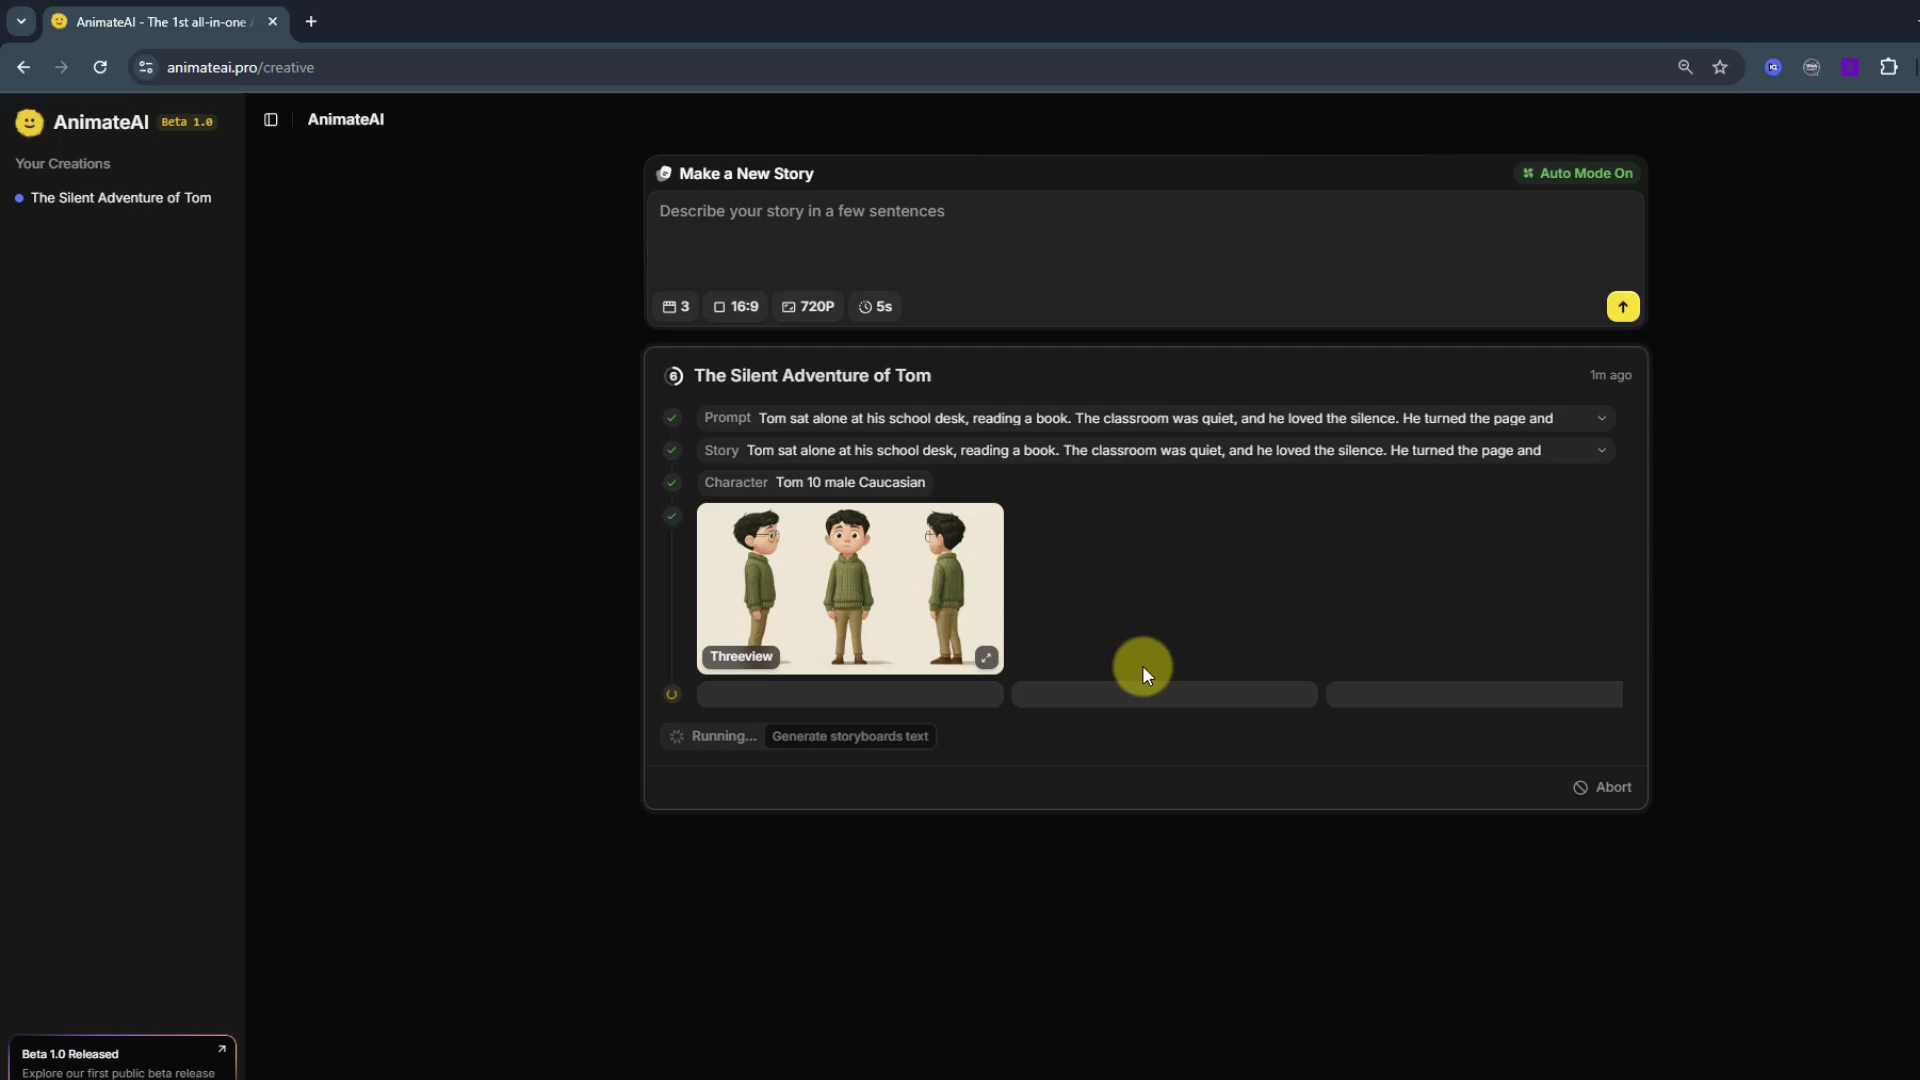 AnimateAI - The 1st all-in-one
animateai.pro/creative
AnimateAI Beta 1.0
AnimateAI
Your Creations
The Silent Adventure of Tom
Make a New Story
Auto Mode On
Describe your story in a few sentences
3
16:9
720P
5s
6
The Silent Adventure of Tom
1m ago
Prompt Tom sat alone at his school desk, reading a book. The classroom was quiet, and he loved the silence. He turned the page and
Story Tom sat alone at his school desk, reading a book. The classroom was quiet, and he loved the silence. He turned the page and
Character Tom 10 male Caucasian
Threeview
Running... Generate storyboards text
Abort
Beta 1.0 Released
Explore our first public beta release